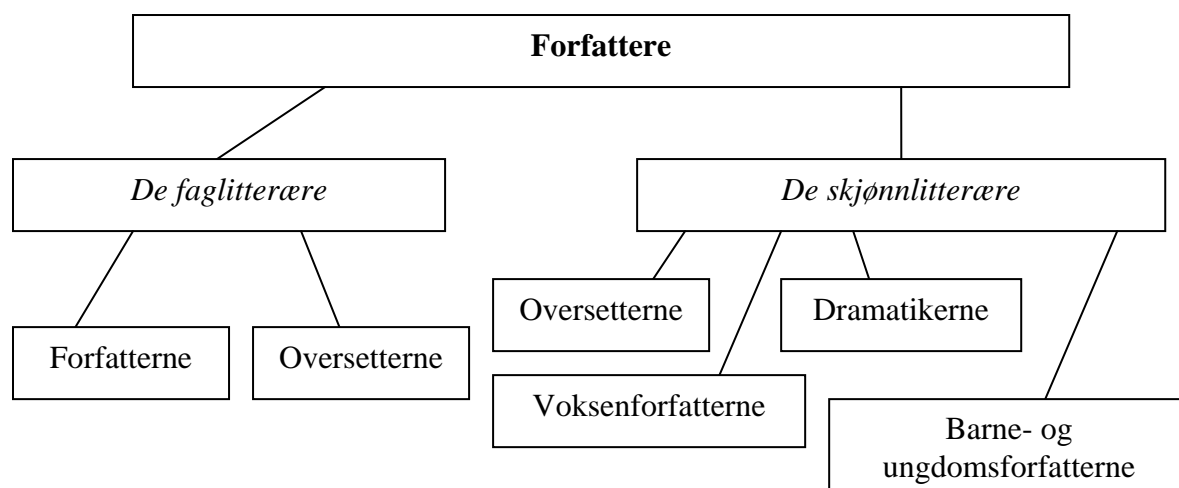 Forfattere
De faglitterære
De skjønnlitterære
Oversetterne
Dramatikerne
Forfatterne
Oversetterne
Voksenforfatterne
Barne- og
ungdomsforfatterne